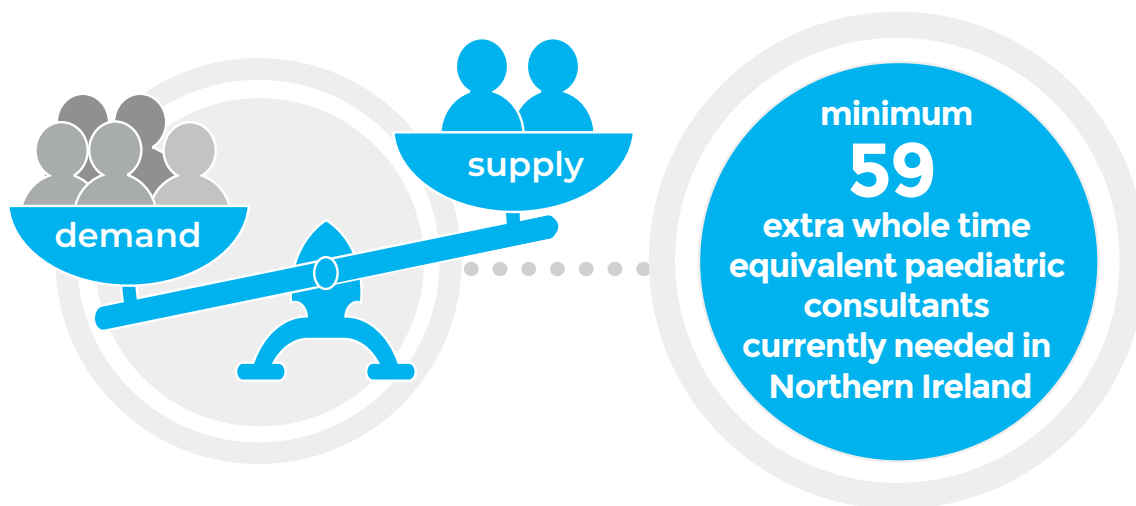 demand
supply
minimum
59
extra whole time
equivalent paediatric
consultants
currently needed in
Northern Ireland